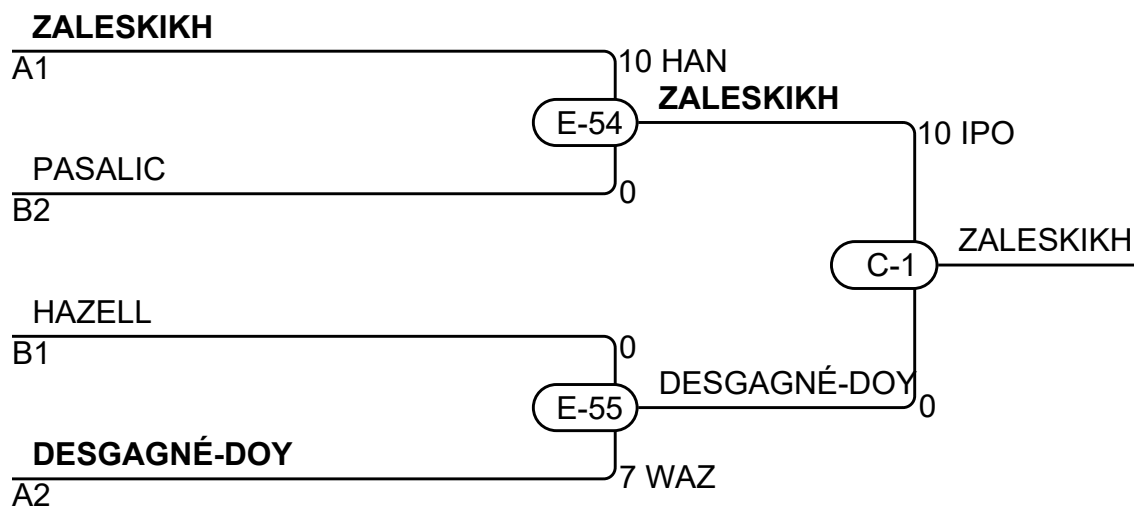 ZALESKIKH
A1
10 HAN
ZALESKIKH
E-54
10 IPO
PASALIC
B2
0
ZALESKIKH
C-1
HAZELL
B1
0
DESGAGNÉ-DOY
E-55
0
DESGAGNÉ-DOY
7 WAZ
A2